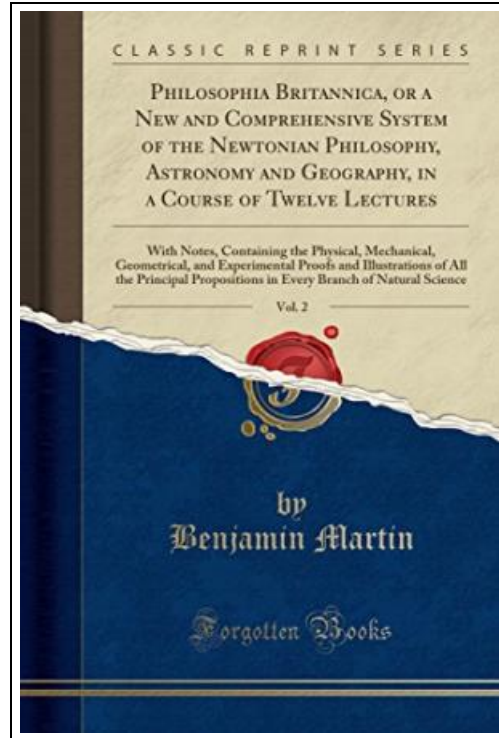 CLASSIC REPRINT SERIES
PHILOSOPHIA BRITANNICA, OR A
NEW AND COMPREHENSIVE SYSTEM
OF THE NEWTONIAN PHILOSOPHY,
ASTRONOMY AND GEOGRAPHY, IN
A COURSE OF TWELVE LECTURES
With Notes, Containing the Physical, Mechanical,
Geometrical, and Experimental Proofs and Illustrations of All
the Principal Propositions in Every Branch of Natural Science
Vol. 2
by
Benjamin Martin
Forgotten Books